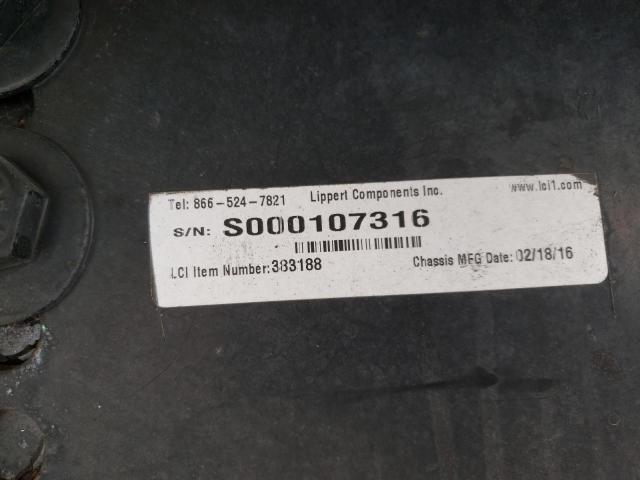 Tel: 866-524-7821 Lippert Components Inc. www.lci1.com
S/N: S000107316
LCI Item Number: 383188 Chassis MFG Date: 02/18/16